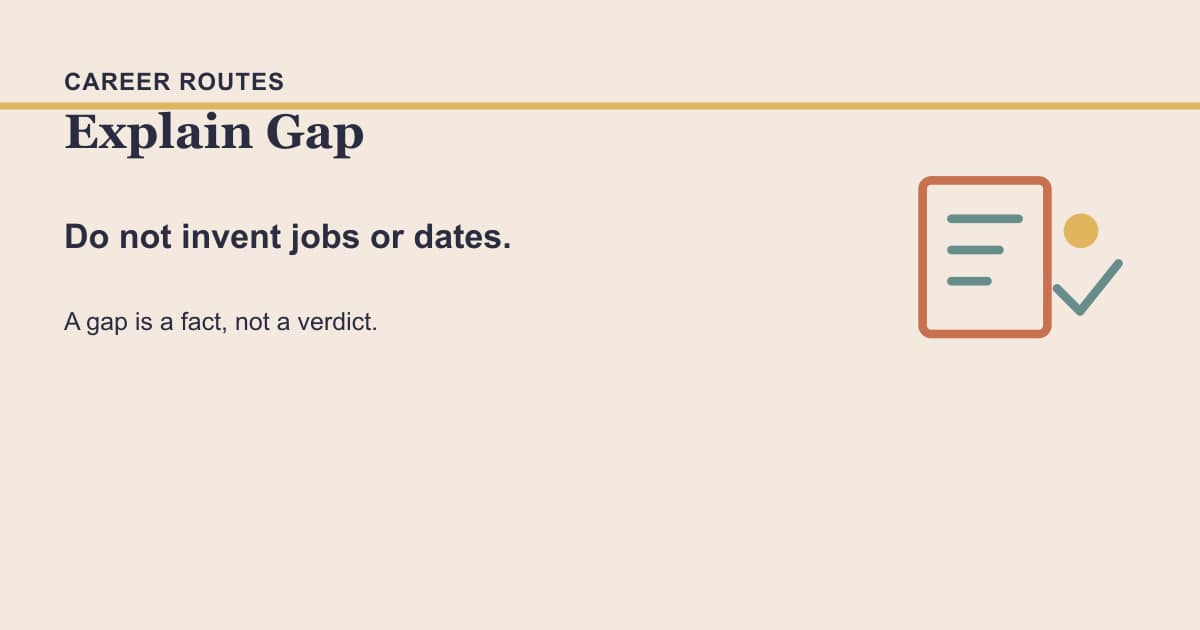 CAREER ROUTES
Explain Gap
Do not invent jobs or dates.
A gap is a fact, not a verdict.